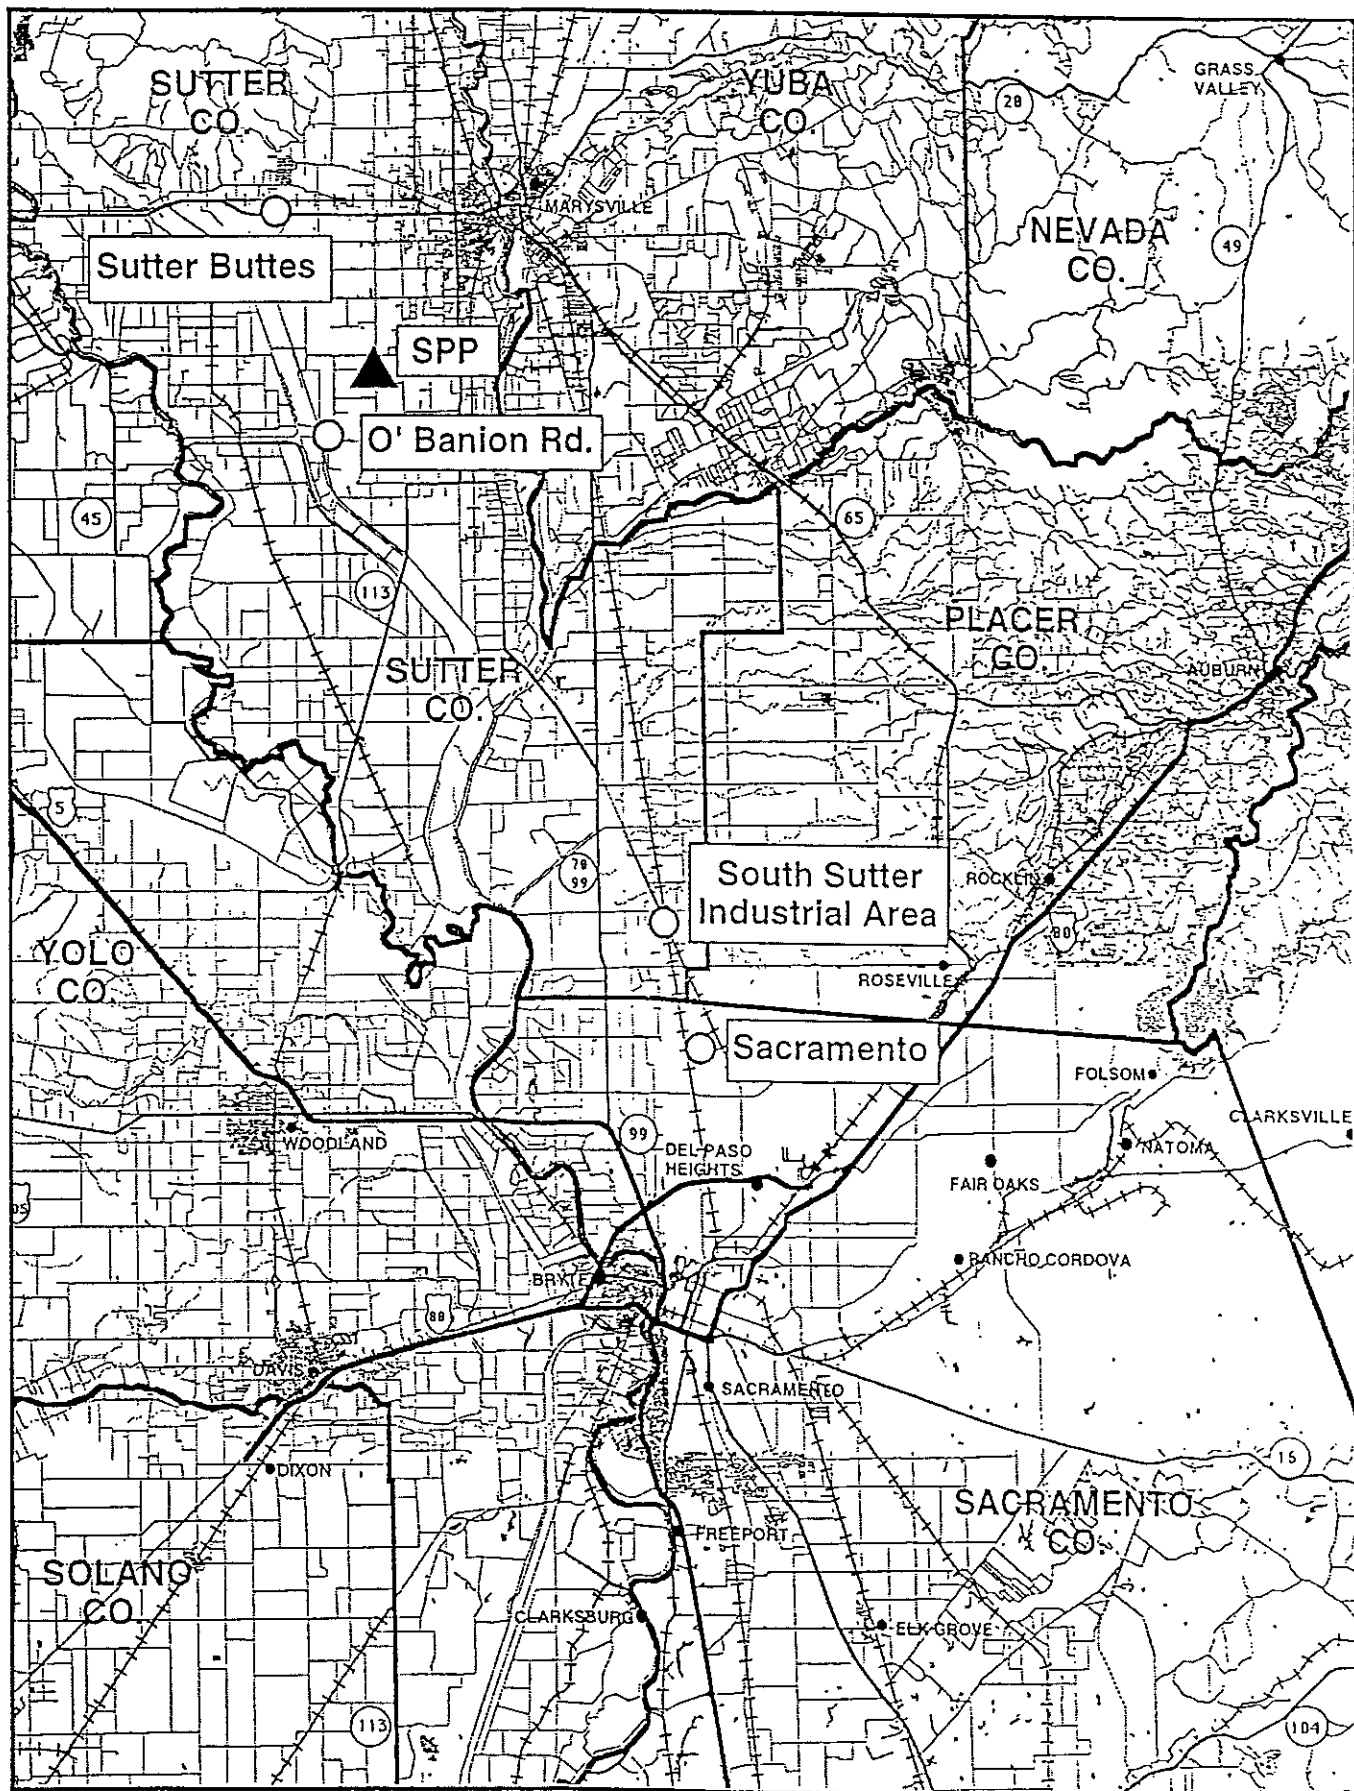 SUTTER
CO.
YUBA
CO.
GRASS
VALLEY
20
MARYSVILLE
NEVADA
CO.
49
Sutter Buttes
SPP
O' Banion Rd.
45
65
113
PLACER
CO.
SUTTER
CO.
AUBURN
5
70
99
South Sutter
Industrial Area
ROCKLIN
80
YOLO
CO.
ROSEVILLE
Sacramento
FOLSOM
CLARKSVILLE
WOODLAND
99
DEL PASO
HEIGHTS
NATOMA
FAIR OAKS
RANCHO CORDOVA
BRYTE
80
DAVIS
SACRAMENTO
16
DIXON
SACRAMENTO
CO.
FREEPORT
SOLANO
CO.
CLARKSBURG
ELK GROVE
113
104